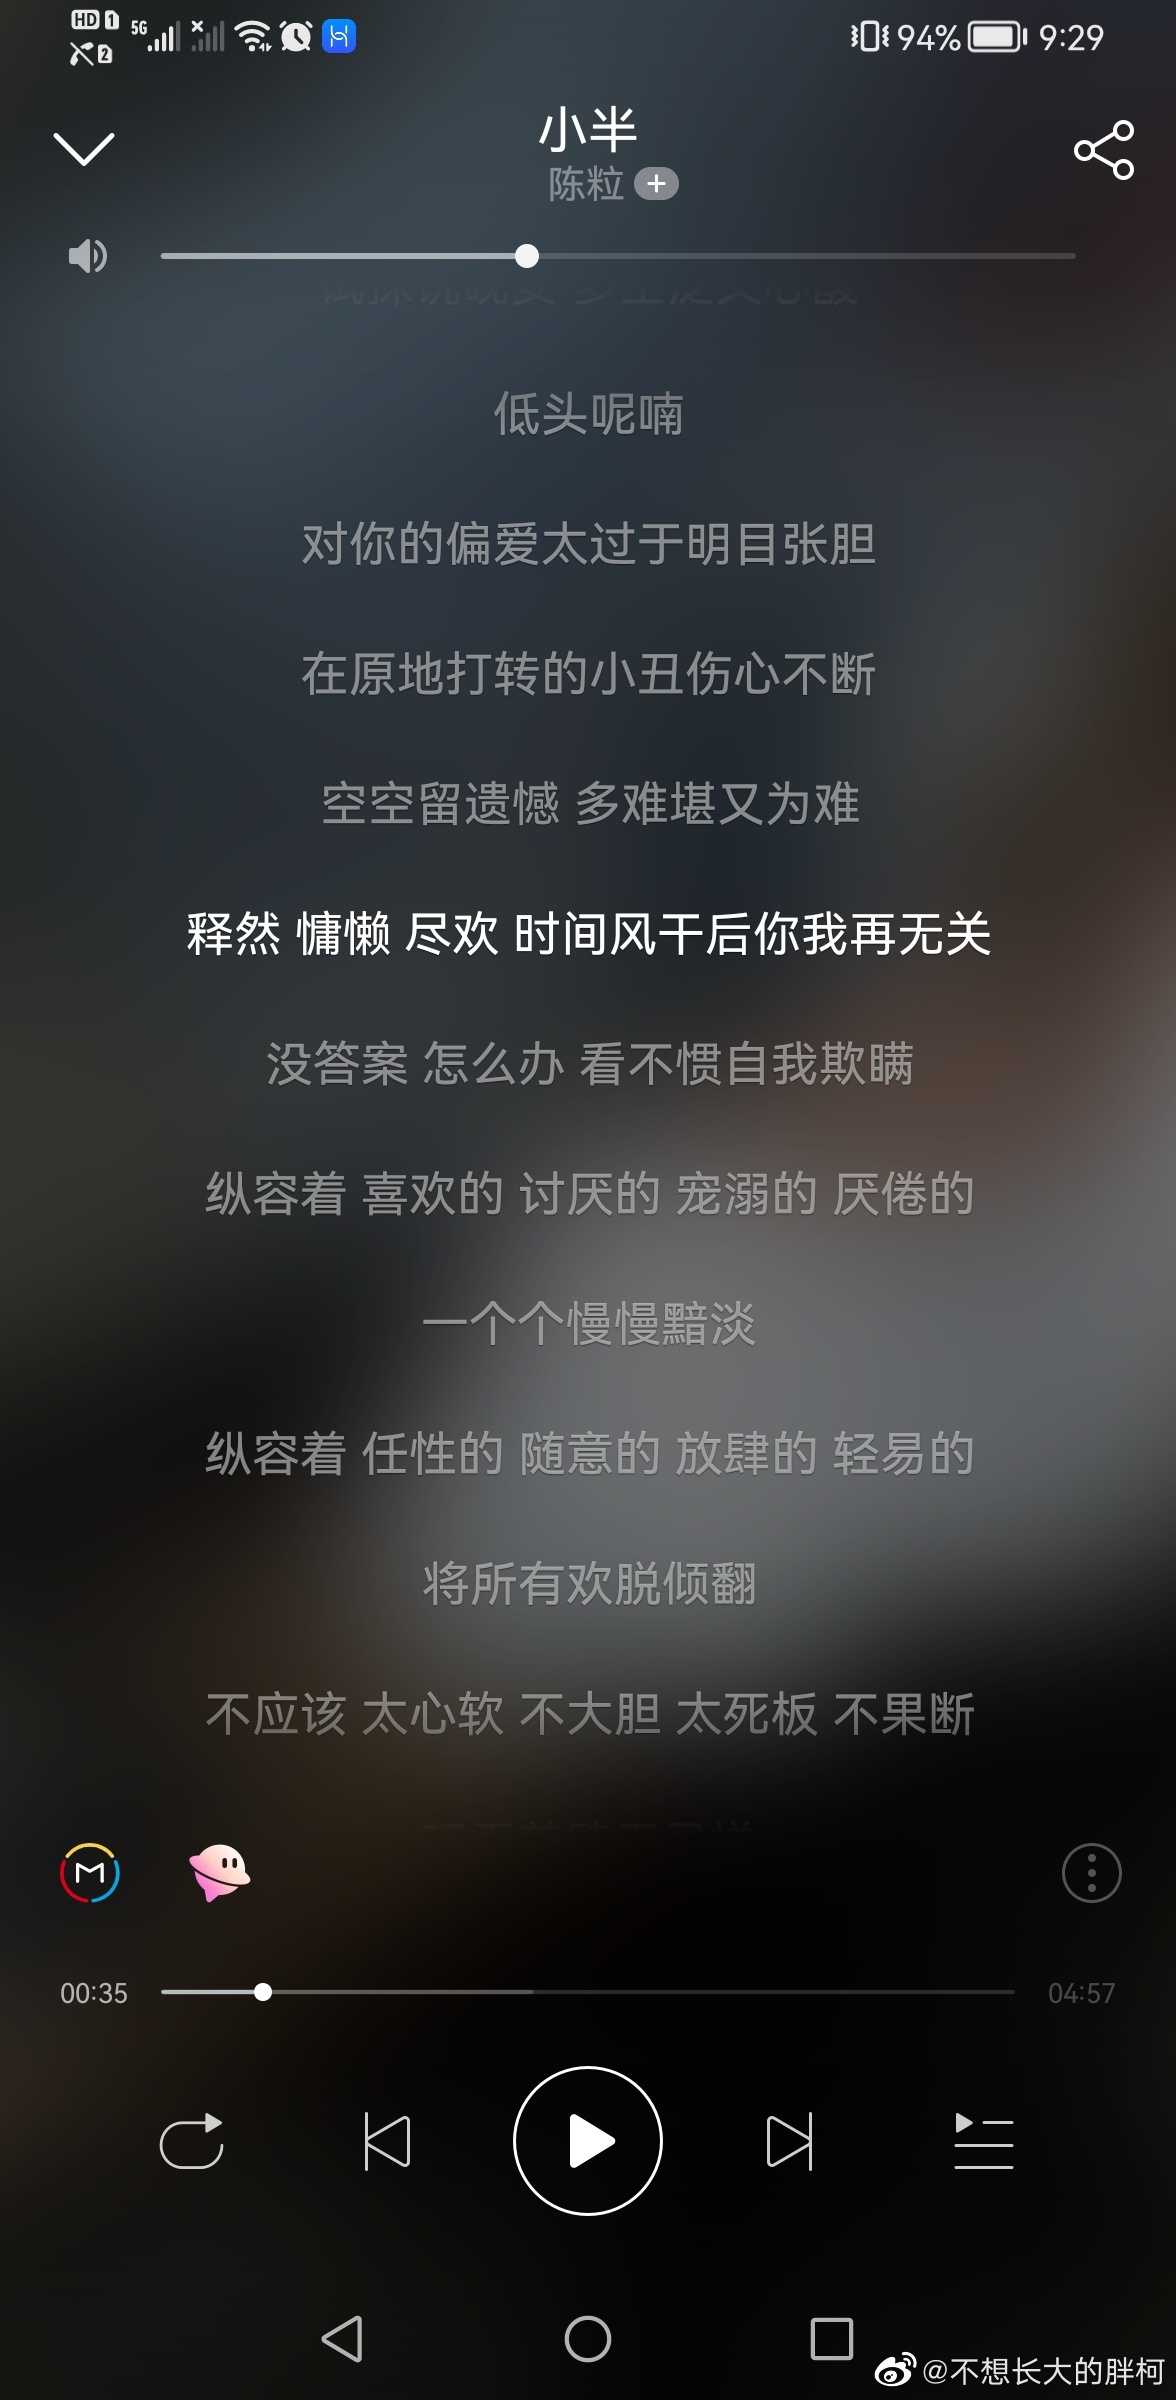 HD 1 5G 94% 9:29
2
小半
陈粒 +
低头呢喃
对你的偏爱太过于明目张胆
在原地打转的小丑伤心不断
空空留遗憾 多难堪又为难
释然 慵懒 尽欢 时间风干后你我再无关
没答案 怎么办 看不惯自我欺瞒
纵容着 喜欢的 讨厌的 宠溺的 厌倦的
一个个慢慢黯淡
纵容着 任性的 随意的 放肆的 轻易的
将所有欢脱倾翻
不应该 太心软 不大胆 太死板 不果断
00:35 04:57
@不想长大的胖柯